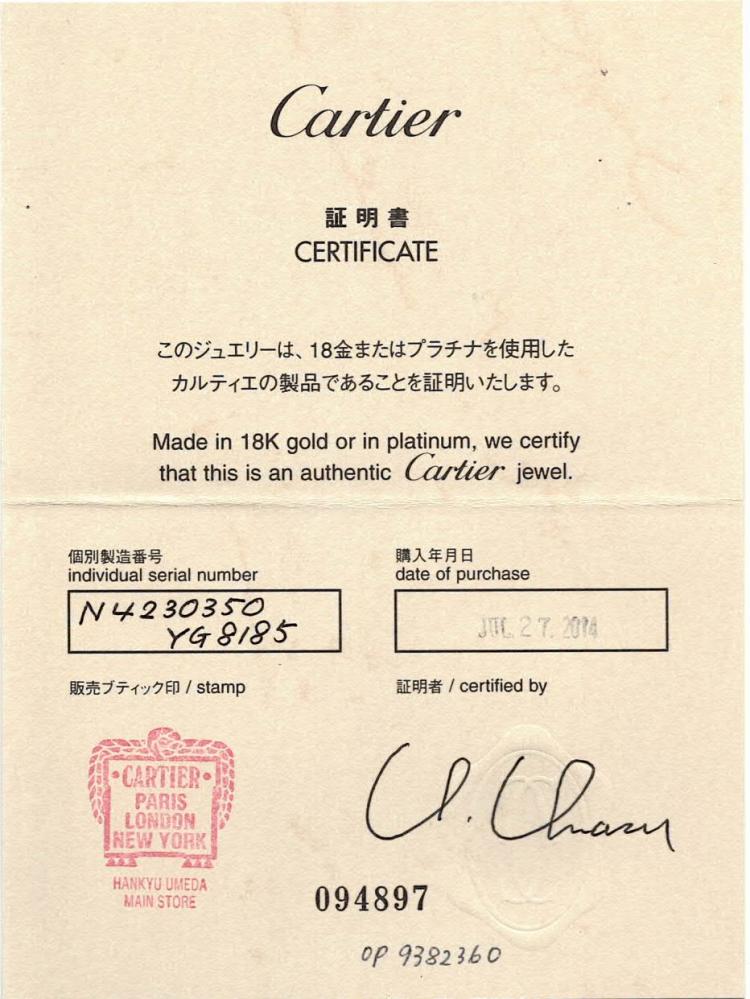 Cartier
証明書
CERTIFICATE
このジュエリーは、18金またはプラチナを使用した
カルティエの製品であることを証明いたします。
Made in 18K gold or in platinum, we certify
that this is an authentic Cartier jewel.
個別製造番号
individual serial number
N4230350
YG8185
購入年月日
date of purchase
27. 2014
販売ブティック印 / stamp
証明者 / certified by
·CARTIER·
PARIS
LONDON
NEW YORK
HANKYU UMEDA
MAIN STORE
094897
OP 9382360